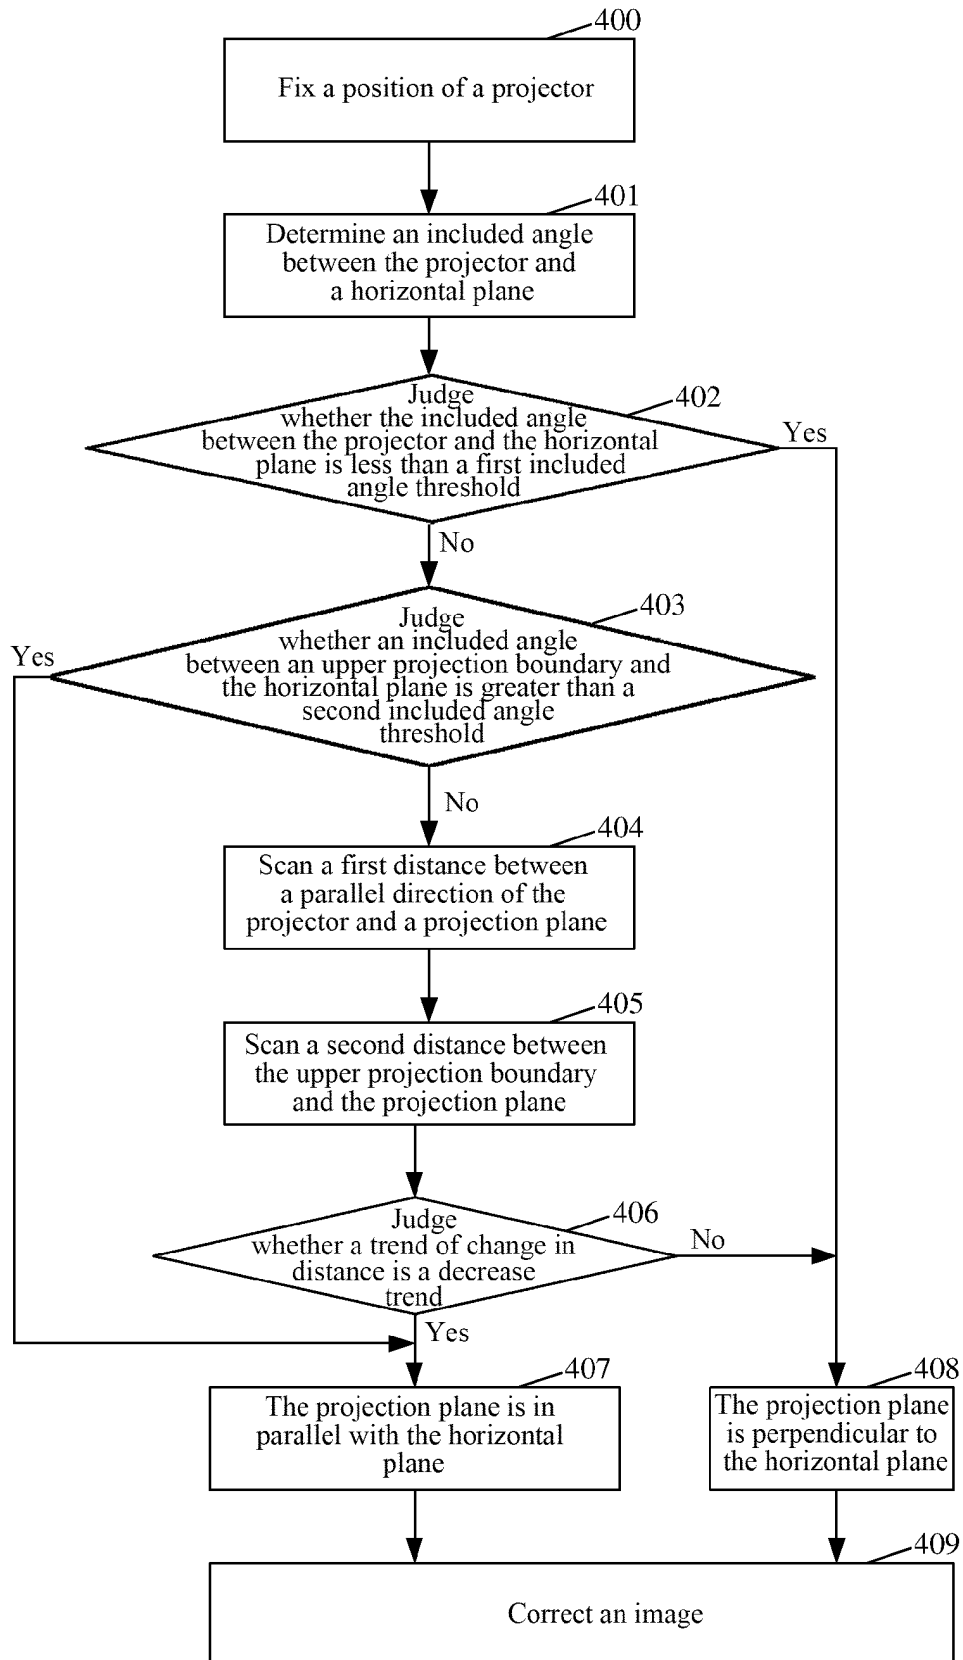 400
Fix a position of a projector
401
Determine an included angle
between the projector and
a horizontal plane
402
Judge
whether the included angle
between the projector and the horizontal
plane is less than a first included
angle threshold
Yes
No
403
Judge
whether an included angle
between an upper projection boundary and
the horizontal plane is greater than a
second included angle
threshold
Yes
No
404
Scan a first distance between
a parallel direction of the
projector and a projection plane
405
Scan a second distance between
the upper projection boundary
and the projection plane
406
Judge
whether a trend of change in
distance is a decrease
trend
No
Yes
407
The projection plane is in
parallel with the horizontal
plane
408
The projection plane
is perpendicular to
the horizontal plane
409
Correct an image